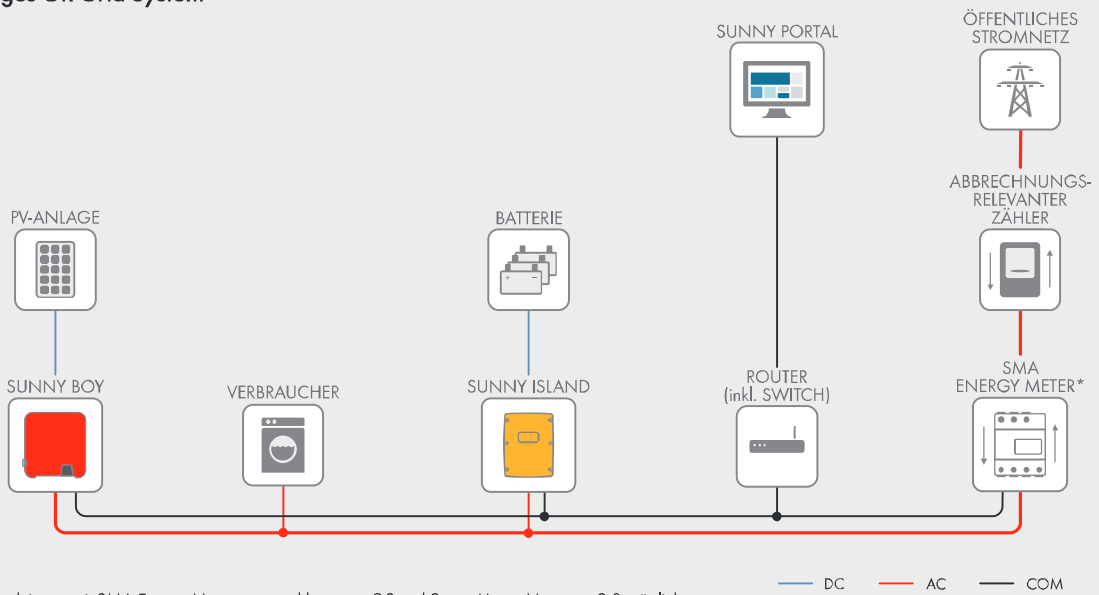 SUNNY PORTAL
ÖFFENTLICHES
STROMNETZ
ABBRECHNUNGS-
RELEVANTER
ZÄHLER
PV-ANLAGE
BATTERIE
SUNNY BOY
VERBRAUCHER
SUNNY ISLAND
ROUTER
(inkl. SWITCH)
SMA
ENERGY METER*
DC
AC
COM